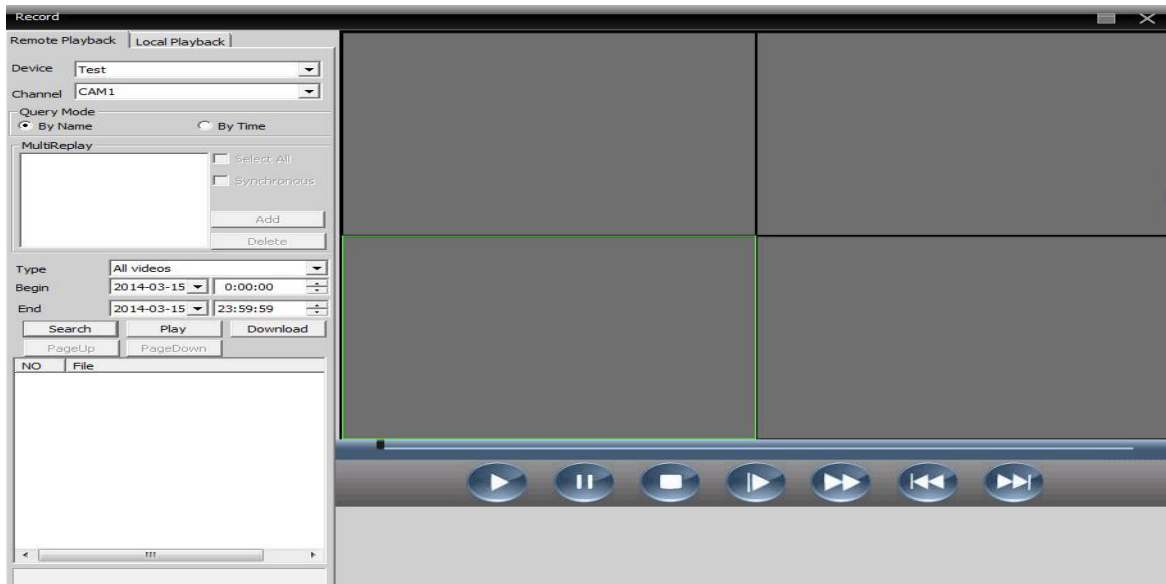 Record
Remote Playback Local Playback
Device Test
Channel CAM1
Query Mode
By Name By Time
MultiReplay
Select All
Synchronous
Add
Delete
Type All videos
Begin 2014-03-15 0:00:00
End 2014-03-15 23:59:59
Search Play Download
PageUp PageDown
NO File